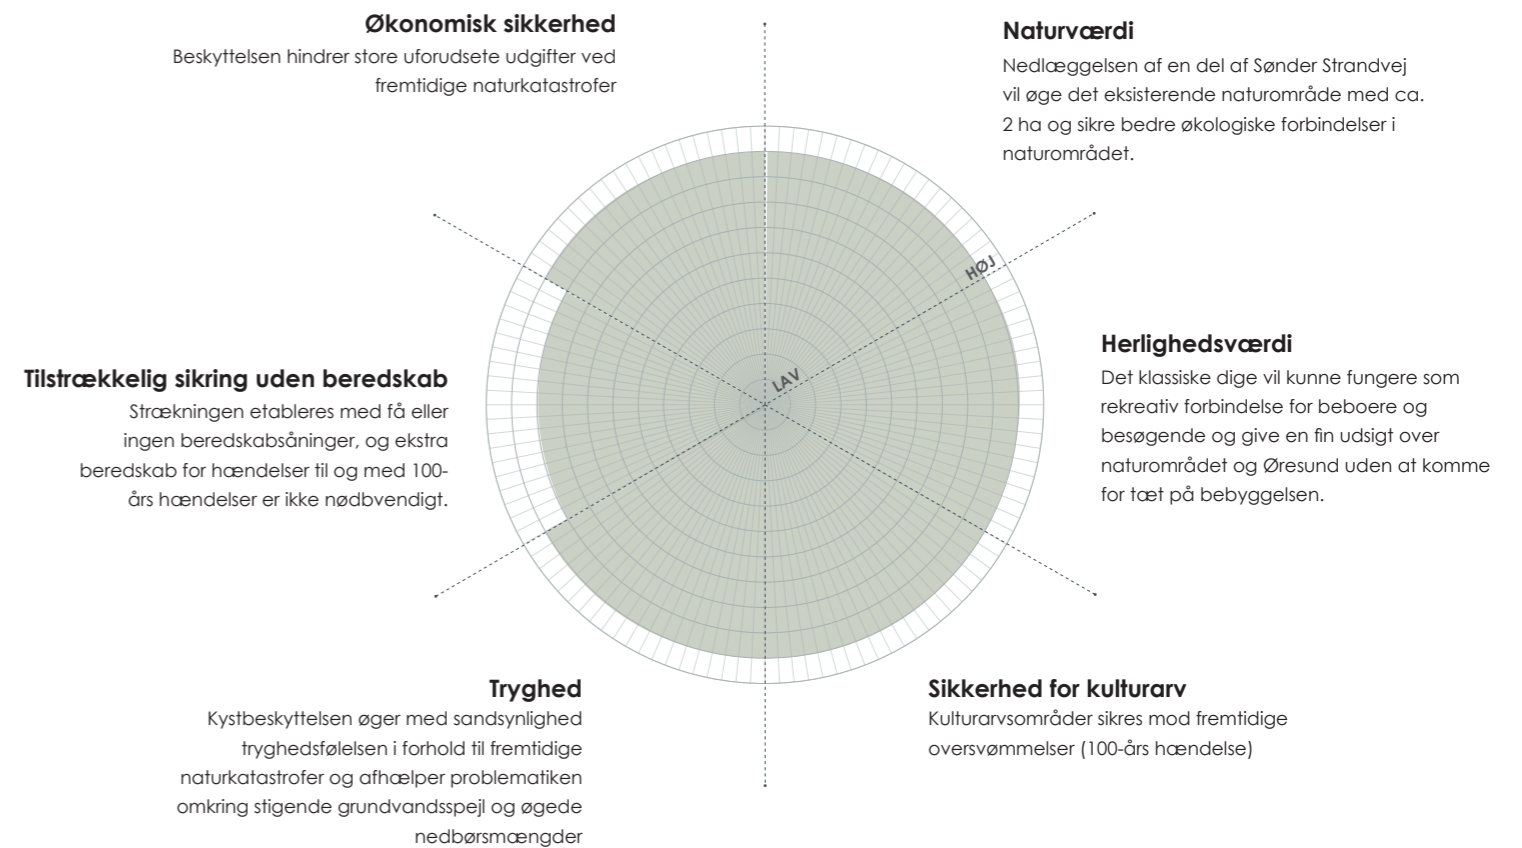 Økonomisk sikkerhed
Beskyttelsen hindrer store uforudsete udgifter ved
fremtidige naturkatastrofer
Naturværdi
Nedlæggelsen af en del af Sønder Strandvej
vil øge det eksisterende naturområde med ca.
2 ha og sikre bedre økologiske forbindelser i
naturområdet.
HØJ
LAV
Tilstrækkelig sikring uden beredskab
Strækningen etableres med få eller
ingen beredskabsåninger, og ekstra
beredskab for hændelser til og med 100-
års hændelser er ikke nødbvendigt.
Herlighedsværdi
Det klassiske dige vil kunne fungere som
rekreativ forbindelse for beboere og
besøgende og give en fin udsigt over
naturområdet og Øresund uden at komme
for tæt på bebyggelsen.
Tryghed
Kystbeskyttelsen øger med sandsynlighed
tryghedsfølelsen i forhold til fremtidige
naturkatastrofer og afhælper problematiken
omkring stigende grundvandsspejl og øgede
nedbørsmængder
Sikkerhed for kulturarv
Kulturarvsområder sikres mod fremtidige
oversvømmelser (100-års hændelse)